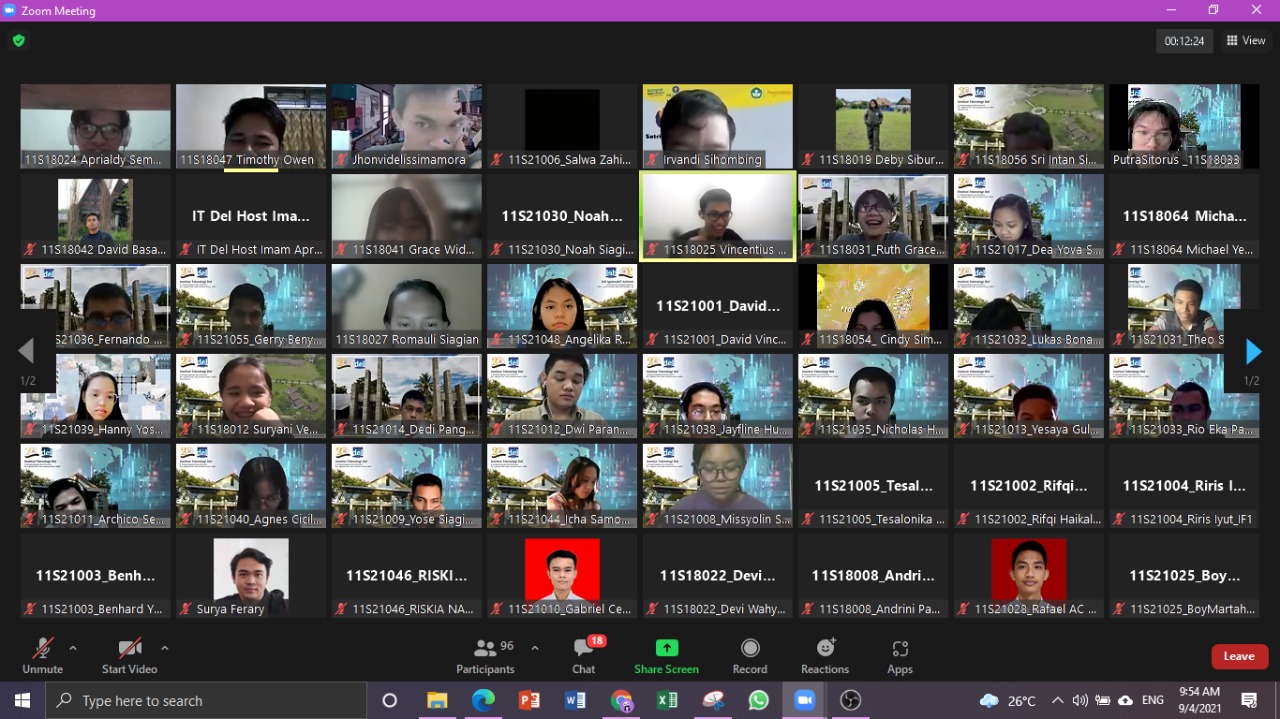 Zoom Meeting
00:12:24
View
11S18024 Aprialdy Sem...
11S18047 Timothy Owen
Jhonvidelissimamora
11S21006_Salwa Zahi...
Irvandi Sihombing
11S18019 Deby Sibur...
11S18056 Sri Intan Si...
PutraSitorus _11S18033
11S18042 David Basa...
IT Del Host Ima...
IT Del Host Imam Apr...
11S18041 Grace Wid...
11S21030_Noah...
11S21030_Noah Siagi...
11S18025 Vincentius ...
11S18031_Ruth Grace...
11S21017_Dea Yoya S...
11S18064 Micha...
11S18064 Michael Ye...
S21036_Fernando ...
11S21055_Gerry Beny...
11S18027 Romauli Siagian
11S21048_Angelika R...
11S21001_David...
11S21001_David Vinc...
11S18054_ Cindy Sim...
11S21032_Lukas Bona...
11S21031_Theo S
1/2
1/2
11S21039_Hanny Yos...
11S18012 Suryani Ve...
11S21014_Dedi Pang...
11S21012_Dwi Paran...
11S21038_Jayfline Hu...
11S21035_Nicholas H...
11S21013_Yesaya Gul...
11S21033_Rio Eka Pa...
11S21011_Archico Se...
11S21040_Agnes Cicil...
11S21009_Yose Siagi...
11S21044_Icha Samo...
11S21008_Missyolin S...
11S21005_Tesal...
11S21005_Tesalonika ...
11S21002_Rifqi...
11S21002_Rifqi Haikal...
11S21004_Riris I...
11S21004_Riris Iyut_IF1
11S21003_Benh...
11S21003_Benhard Y...
Surya Ferary
11S21046_RISKI...
11S21046_RISKIA NA...
11S21010_Gabriel Ce...
11S18022_Devi...
11S18022_Devi Wahy...
11S18008_Andri...
11S18008_Andrini Pa...
11S21028_Rafael AC ...
11S21025_Boy...
11S21025_BoyMartah...
Unmute
Start Video
96
Participants
18
Chat
Share Screen
Record
Reactions
Apps
Leave
Type here to search
26°C
ENG
9:54 AM
9/4/2021